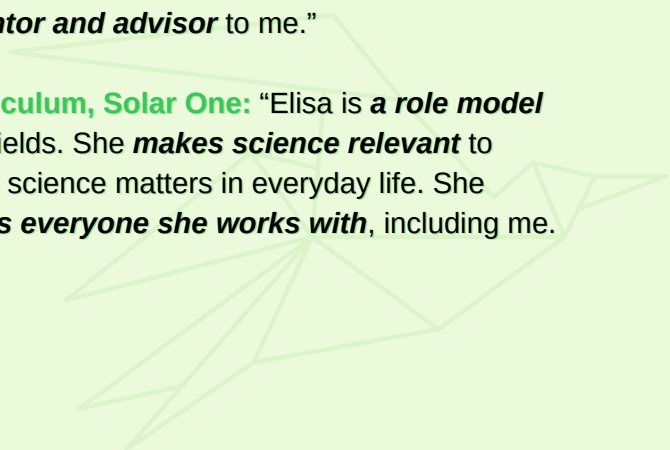 ntor and advisor to me.”
culum, Solar One: “Elisa is a role model
ields. She makes science relevant to
science matters in everyday life. She
s everyone she works with, including me.